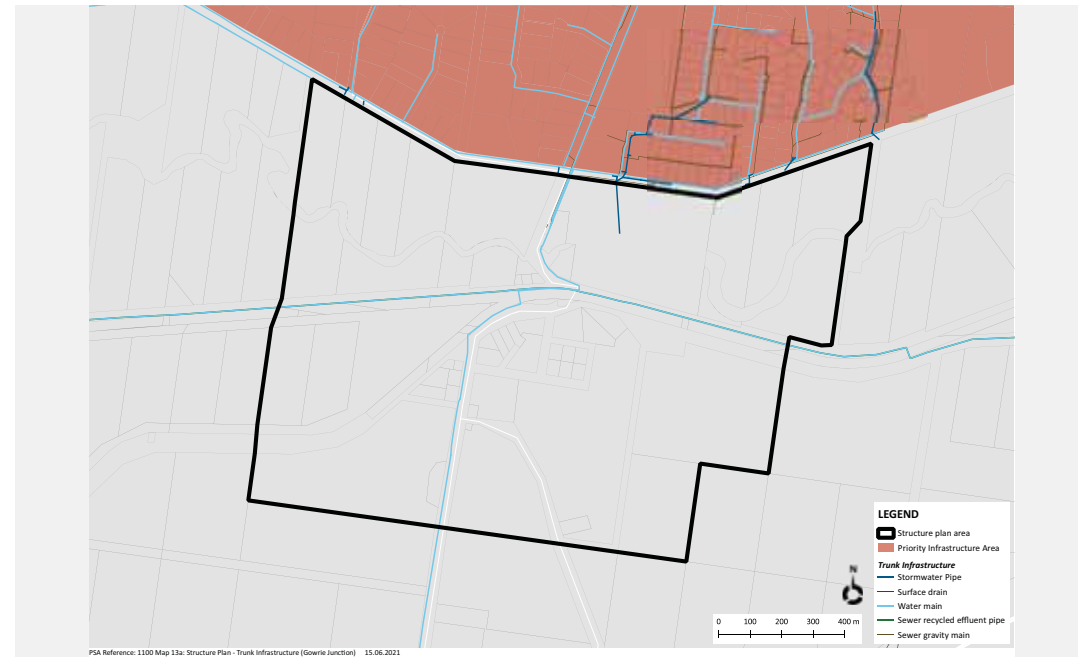 LEGEND
Structure plan area
Priority Infrastructure Area
Trunk Infrastructure
Stormwater Pipe
Surface drain
Water main
Sewer recycled effluent pipe
Sewer gravity main
N
0 200 400 m
PSA Reference: 1100 Map 13a: Structure Plan - Trunk Infrastructure (Gowrie Junction) 15.06.2021